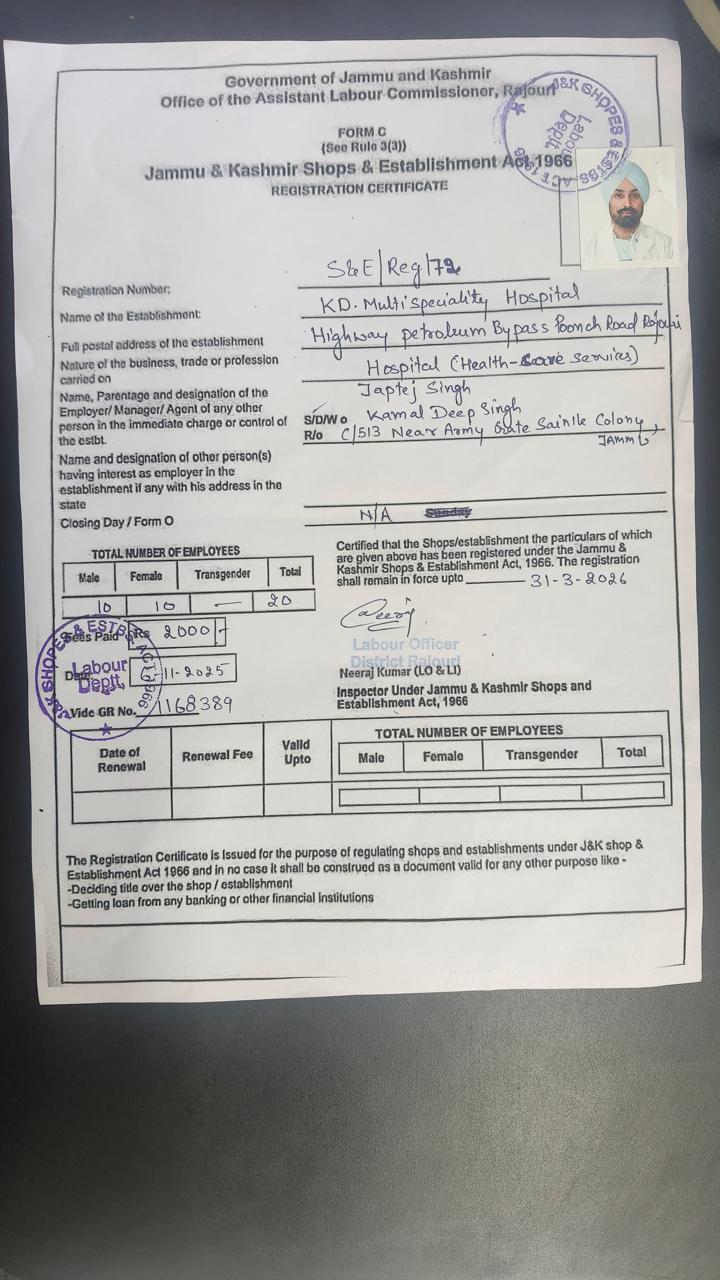 Government of Jammu and Kashmir
Office of the Assistant Labour Commissioner, Rajouri
FORM C
(See Rule 3(3))
Jammu & Kashmir Shops & Establishment Act, 1966
REGISTRATION CERTIFICATE
J&K SHOPES & ESTBS. ACT 1966
Labour
Deptt.
Registration Number: S&E/Reg/72
Name of the Establishment: KD. Multispeciality Hospital
Full postal address of the establishment Highway petroleum Bypass Poonch Road Rajouri
Nature of the business, trade or profession
carried on Hospital (Health-Care Services)
Name, Parentage and designation of the Japtej Singh
Employer/ Manager/ Agent of any other S/D/W o Kamal Deep Singh
person in the immediate charge or control of R/o C/513 Near Army Gate Sainik Colony,
the estbt. JAMMU
Name and designation of other person(s)
having interest as employer in the
establishment if any with his address in the
state
Closing Day / Form O N/A Sunday
TOTAL NUMBER OF EMPLOYEES
Male Female Transgender Total
10 10 — 20
Fees Paid Rs 2000/-
Date 11-2025
Vide GR No. 1168389
J&K SHOPES & ESTBS. ACT 1966
Labour
Deptt.
Certified that the Shops/establishment the particulars of which
are given above has been registered under the Jammu &
Kashmir Shops & Establishment Act, 1966. The registration
shall remain in force upto 31-3-2026
Neeraj
Labour Officer
District Rajouri
Neeraj Kumar (LO & LI)
Inspector Under Jammu & Kashmir Shops and
Establishment Act, 1966
Date of Renewal Renewal Fee Valid Upto TOTAL NUMBER OF EMPLOYEES
Male Female Transgender Total
The Registration Certificate is Issued for the purpose of regulating shops and establishments under J&K shop &
Establishment Act 1966 and in no case it shall be construed as a document valid for any other purpose like -
-Deciding title over the shop / establishment
-Getting loan from any banking or other financial institutions